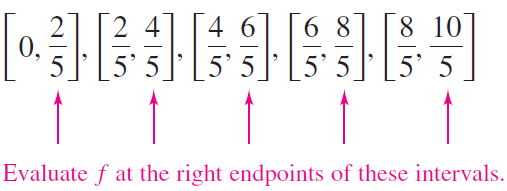 [0, 2/5], [2/5, 4/5], [4/5, 6/5], [6/5, 8/5], [8/5, 10/5]
Evaluate f at the right endpoints of these intervals.